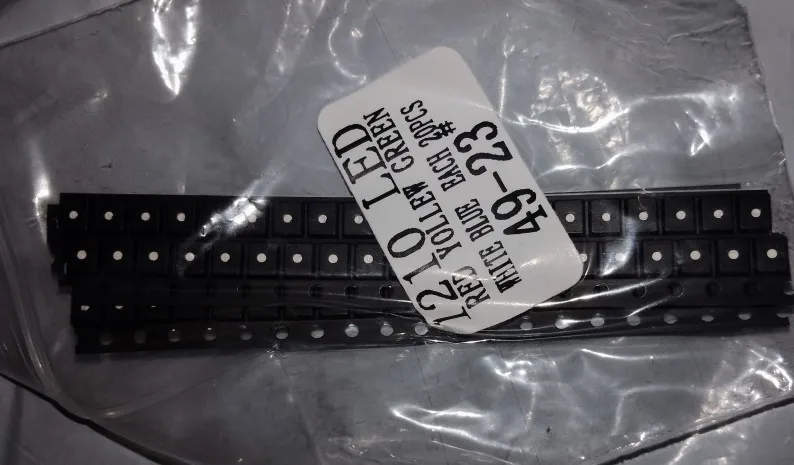 1210 LED
RED YOLLEW GREEN
WHITE BLUE EACH 20PCS
#
49-23